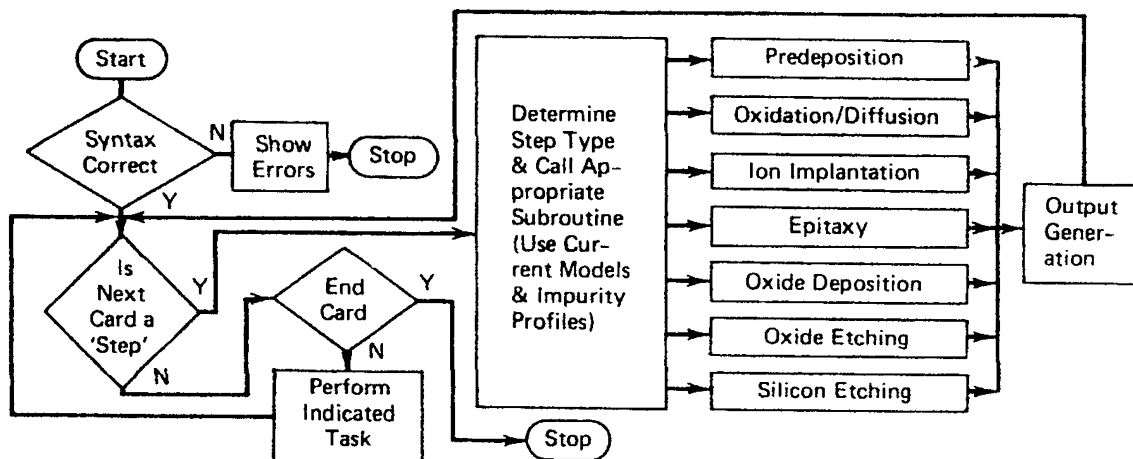 Start
Syntax
Correct
N
Show
Errors
Stop
Y
Is
Next
Card a
'Step'
Y
N
End
Card
Y
N
Perform
Indicated
Task
Stop
Determine
Step Type
& Call Ap-
propriate
Subroutine
(Use Cur-
rent Models
& Impurity
Profiles)
Predeposition
Oxidation/Diffusion
Ion Implantation
Epitaxy
Oxide Deposition
Oxide Etching
Silicon Etching
Output
Gener-
ation